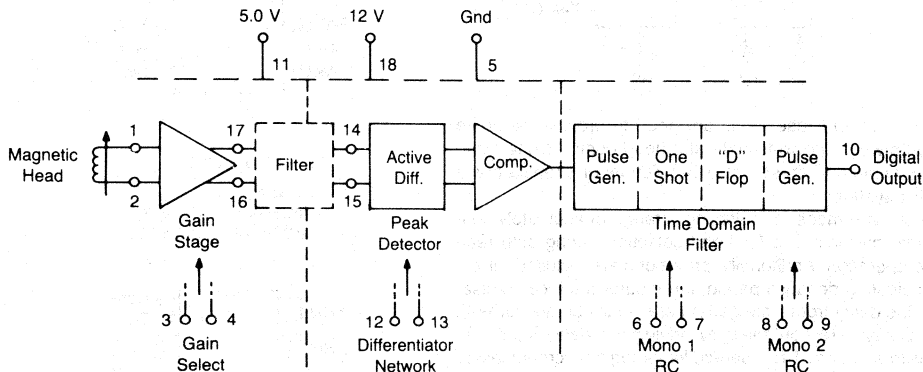 5.0 V
12 V
Gnd
11
18
5
1
17
14
10
Magnetic
Head
Filter
Active
Diff.
Comp.
Pulse
Gen.
One
Shot
"D"
Flop
Pulse
Gen.
Digital
Output
2
16
15
Gain
Stage
Peak
Detector
Time Domain
Filter
3
4
12
13
6
7
8
9
Gain
Select
Differentiator
Network
Mono 1
RC
Mono 2
RC